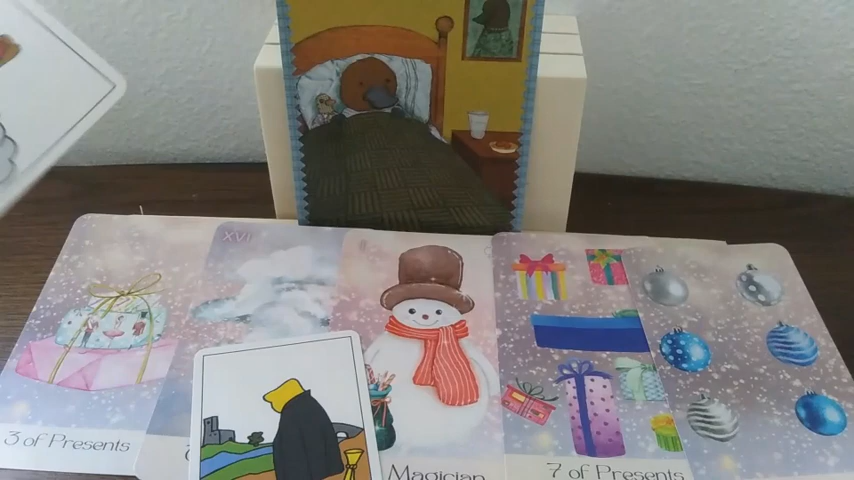 XVI
3 of Presents
Magician
7 of Presents